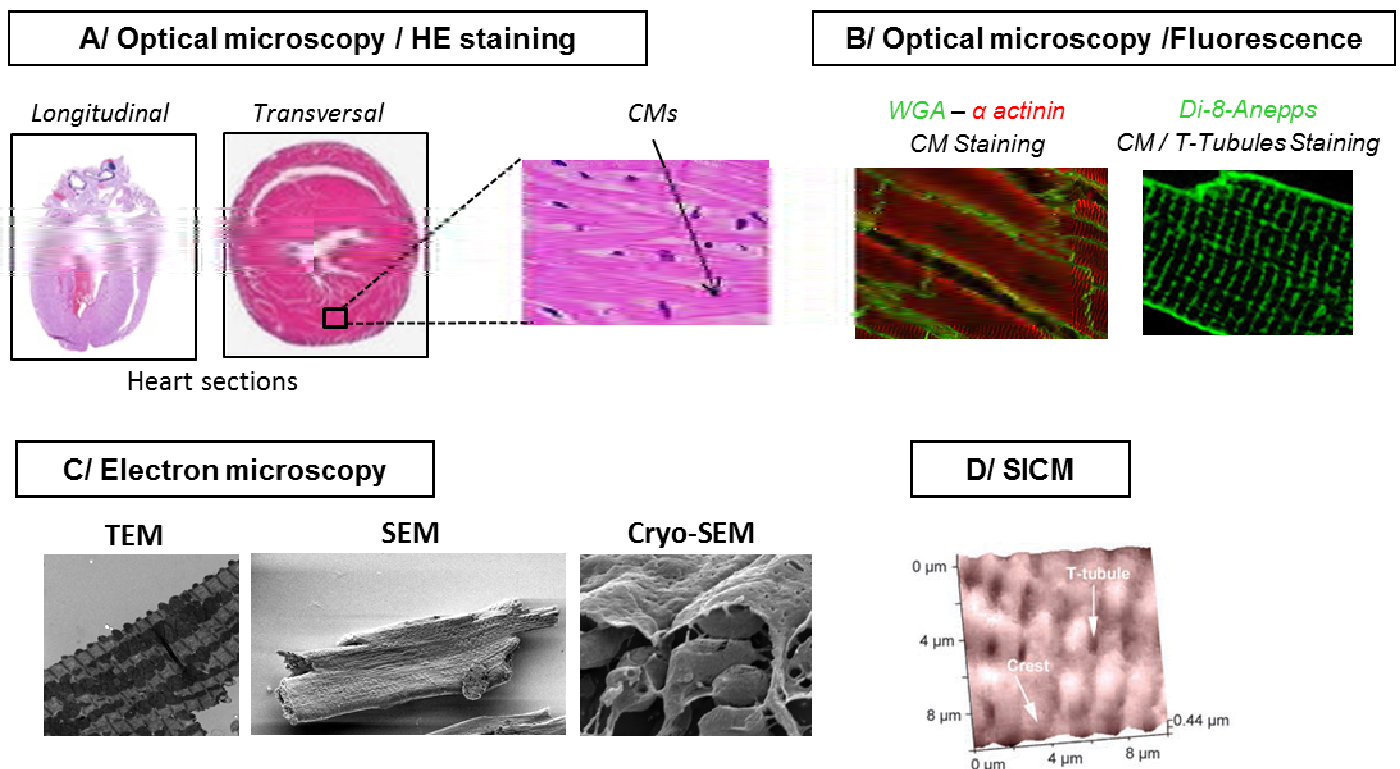 A/ Optical microscopy / HE staining
B/ Optical microscopy /Fluorescence
Longitudinal
Transversal
CMs
WGA – α actinin
CM Staining
Di-8-Anepps
CM / T-Tubules Staining
Heart sections
C/ Electron microscopy
D/ SICM
TEM
SEM
Cryo-SEM
0 μm
T-tubule
4 μm
Crest
8 μm
0.44 μm
0 μm
4 μm
8 μm